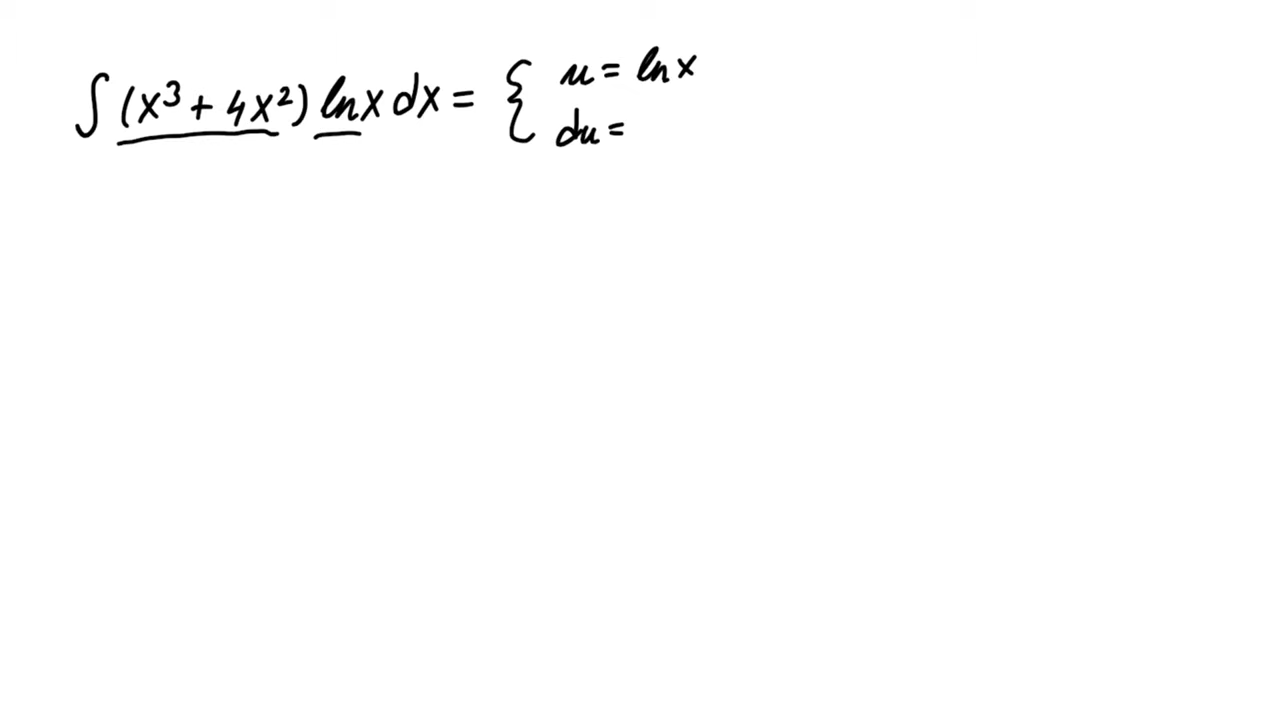 ∫ (x³ + 4x²) ln x dx = { u = ln x
du =